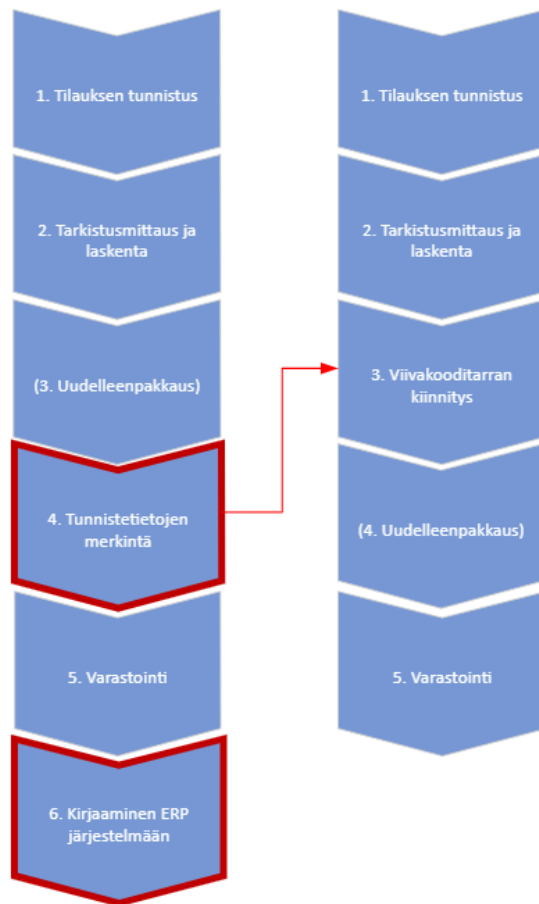 1. Tilauksen tunnistus
2. Tarkistusmittaus ja
laskenta
(3. Uudelleenpakkaus)
4. Tunnistetietojen
merkintä
5. Varastointi
6. Kirjaaminen ERP
järjestelmään
1. Tilauksen tunnistus
2. Tarkistusmittaus ja
laskenta
3. Viivakooditarran
kiinnitys
(4. Uudelleenpakkaus)
5. Varastointi